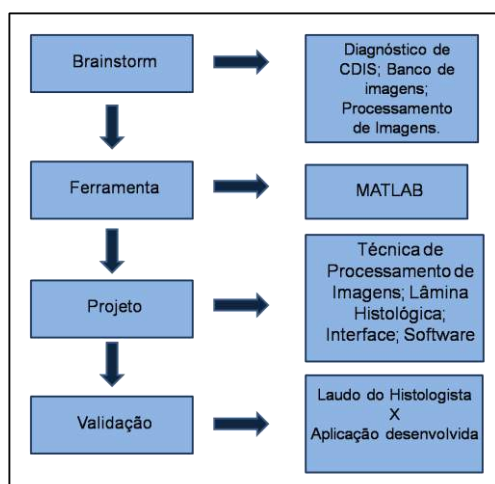 Brainstorm
Diagnóstico de
CDIS; Banco de
imagens;
Processamento
de Imagens.
Ferramenta
MATLAB
Projeto
Técnica de
Processamento de
Imagens; Lâmina
Histológica;
Interface; Software
Validação
Laudo do Histologista
X
Aplicação desenvolvida